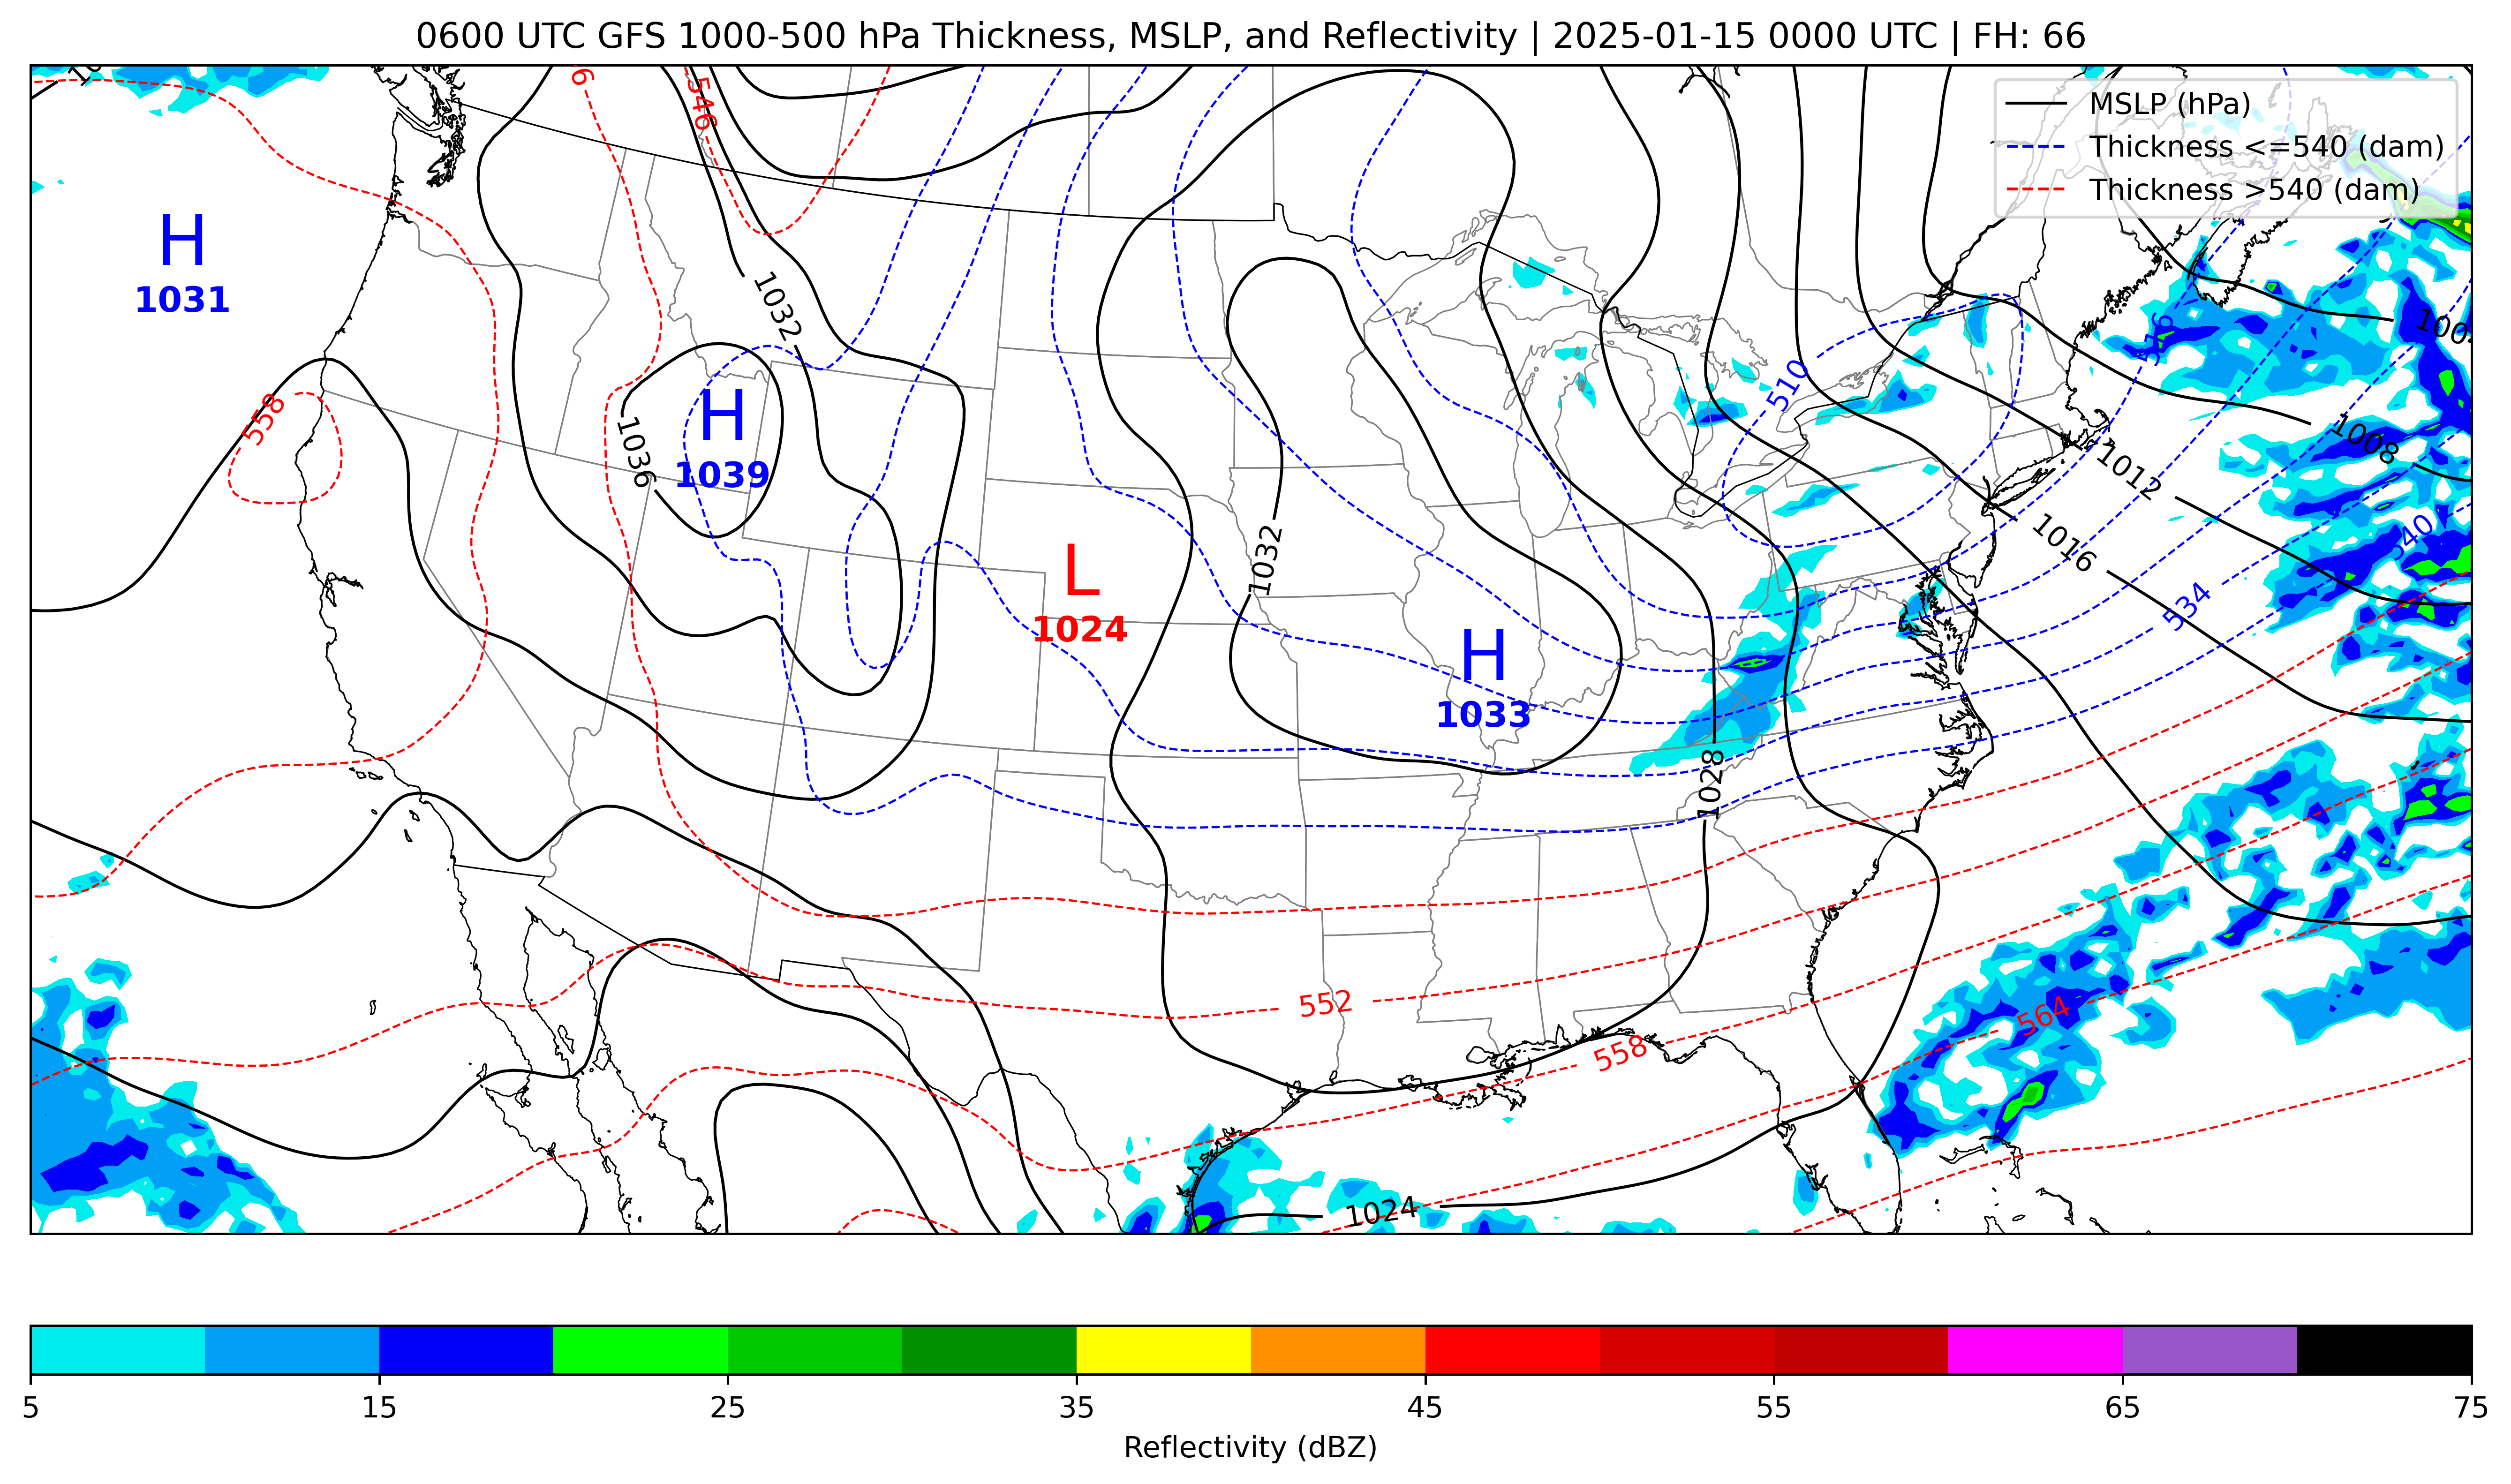 0600 UTC GFS 1000-500 hPa Thickness, MSLP, and Reflectivity | 2025-01-15 0000 UTC | FH: 66
MSLP (hPa)
Thickness <=540 (dam)
Thickness >540 (dam)
546
H
1031
1032
516
510
558
H
1039
1036
1008
1012
1016
540
534
1032
L
1024
H
1033
1028
552
558
564
1024
5 15 25 35 45 55 65 75
Reflectivity (dBZ)